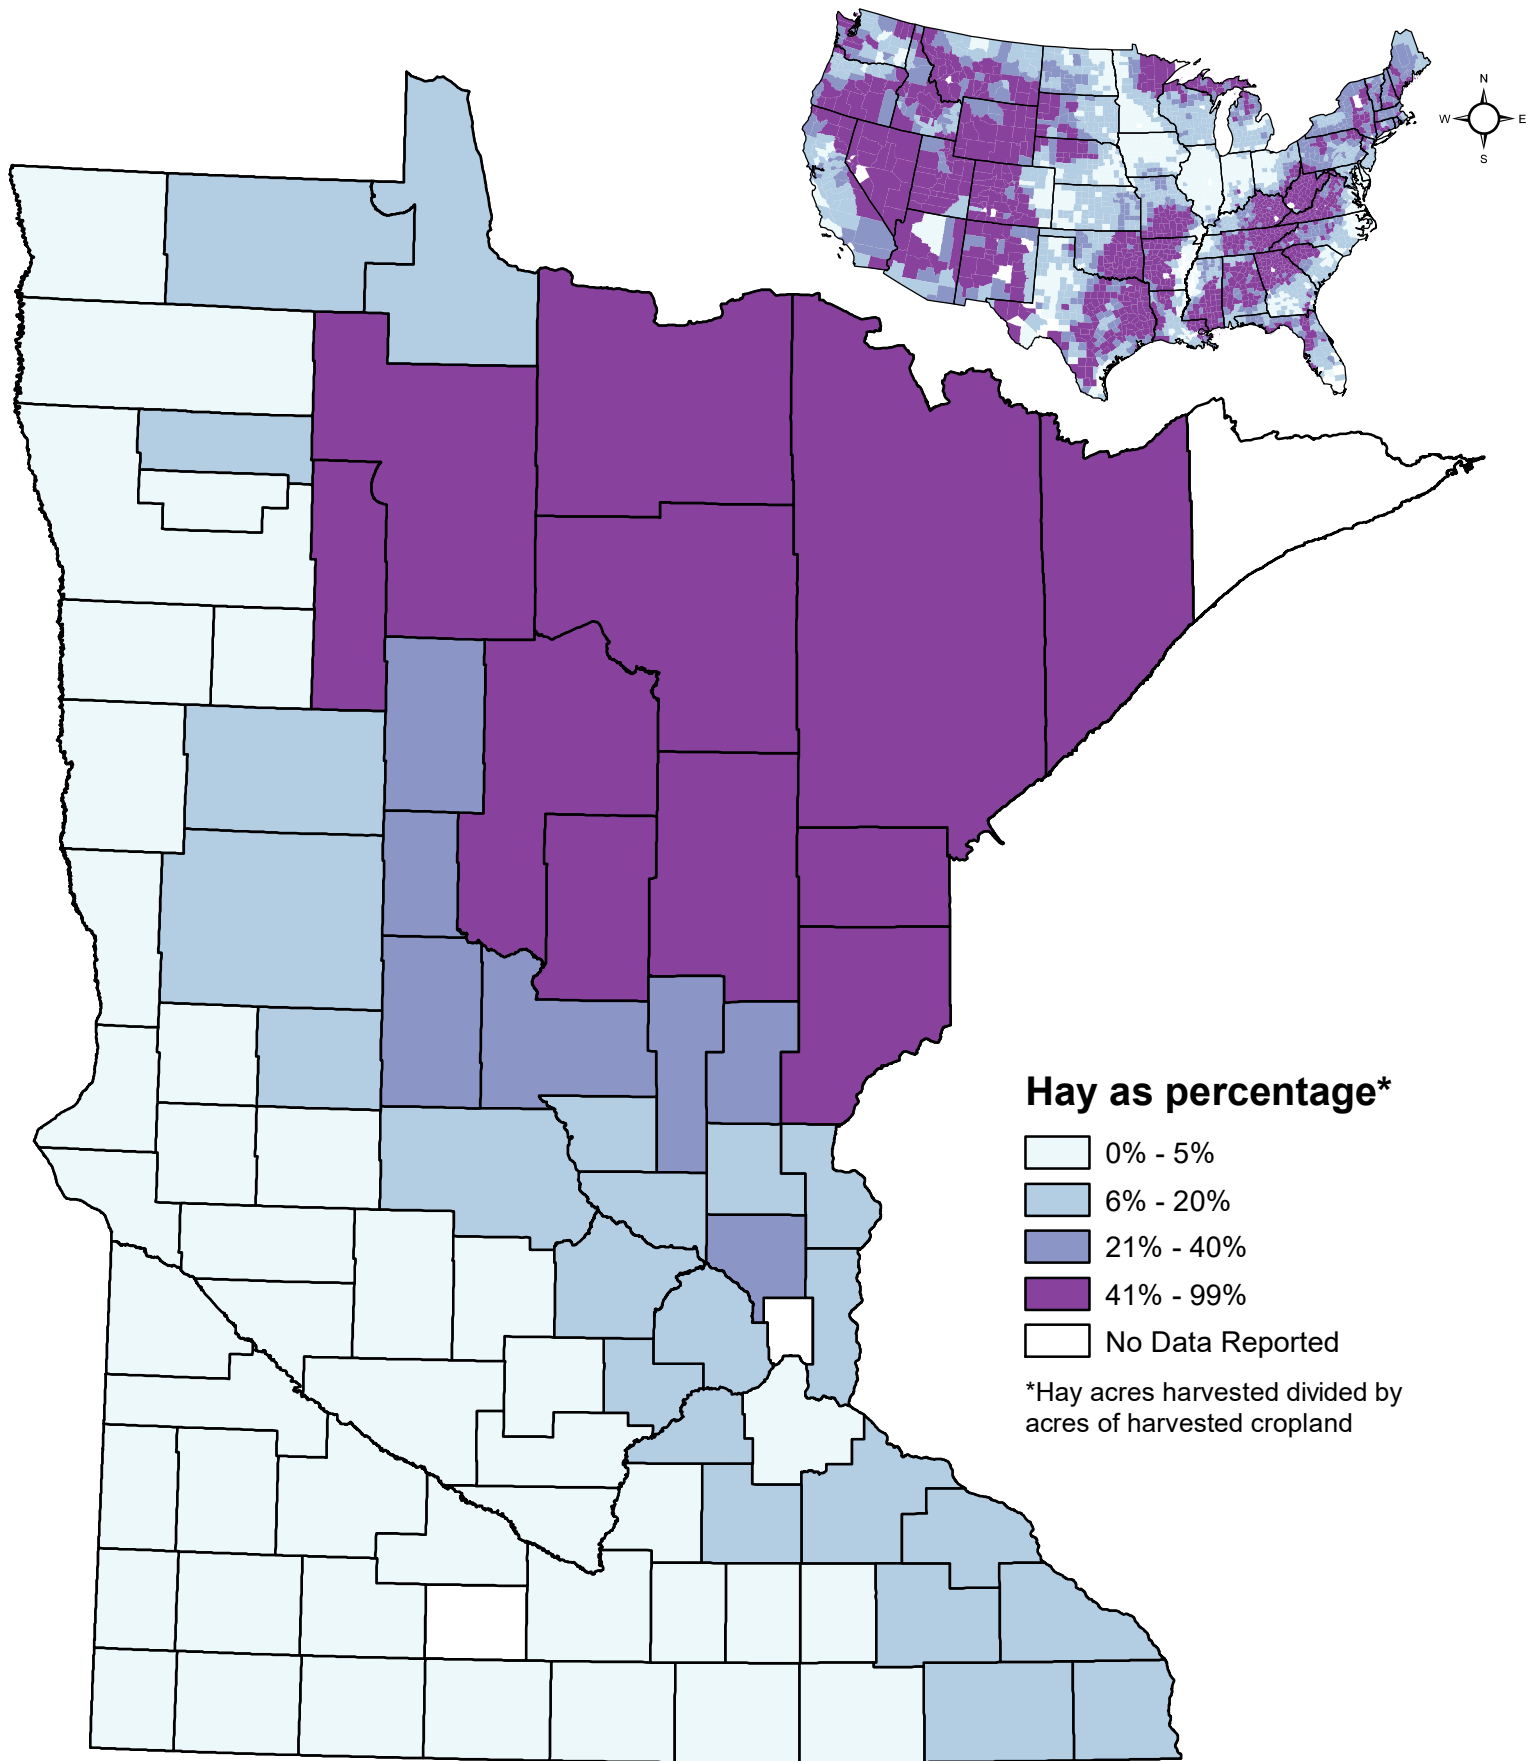 N
W E
S
Hay as percentage*
0% - 5%
6% - 20%
21% - 40%
41% - 99%
No Data Reported
*Hay acres harvested divided by
acres of harvested cropland